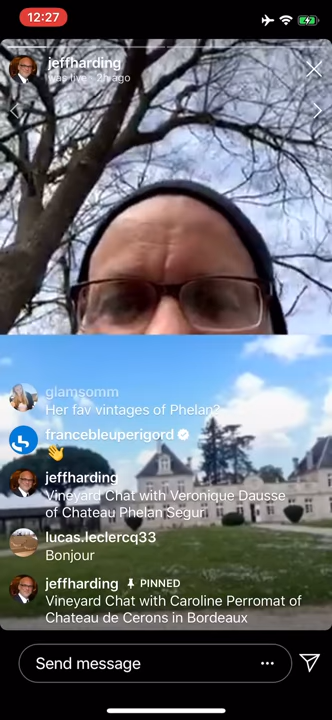 12:27
jeffharding
I was live · 2h ago
glamsomm
Her fav vintages of Phelan?
francebleuperigord
jeffharding
Vineyard Chat with Veronique Dausse
of Chateau Phelan Segur
lucas.leclercq33
Bonjour
jeffharding PINNED
Vineyard Chat with Caroline Perromat of
Chateau de Cerons in Bordeaux
Send message